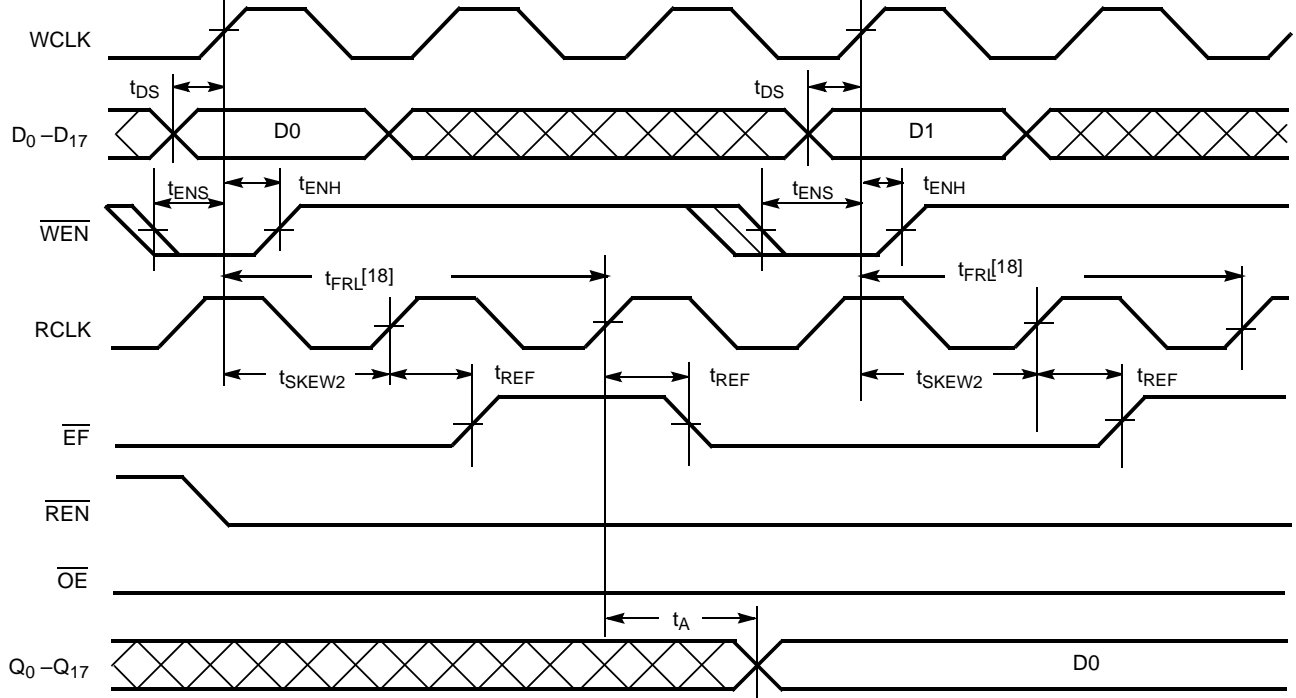 WCLK
tDS tDS
D0 –D17 D0 D1
tENS tENH tENS tENH
WEN
tFRL[18] tFRL[18]
RCLK
tSKEW2 tREF tREF tSKEW2 tREF
EF
REN
OE
tA
Q0 –Q17 D0